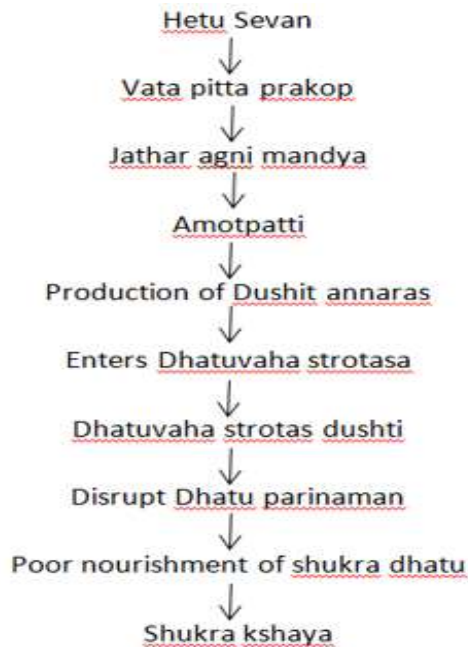 Hetu Sevan
Vata pitta prakop
Jathar agni mandya
Amotpatti
Production of Dushit annaras
Enters Dhatuvaha strotasa
Dhatuvaha strotas dushti
Disrupt Dhatu parinaman
Poor nourishment of shukra dhatu
Shukra kshaya